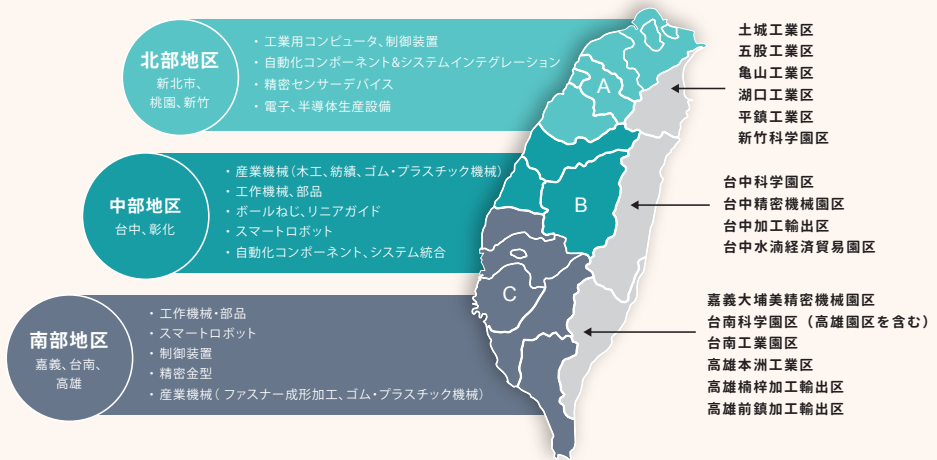 北部地区
新北市、
桃園、新竹
・工業用コンピュータ、制御装置
・自動化コンポーネント&システムインテグレーション
・精密センサーデバイス
・電子、半導体生産設備
A
土城工業区
五股工業区
亀山工業区
湖口工業区
平鎮工業区
新竹科学園区
中部地区
台中、彰化
・産業機械（木工、紡績、ゴム・プラスチック機械）
・工作機械、部品
・ボールねじ、リニアガイド
・スマートロボット
・自動化コンポーネント、システム統合
B
台中科学園区
台中精密機械園区
台中加工輸出区
台中水湳経済貿易園区
南部地区
嘉義、台南、
高雄
・工作機械・部品
・スマートロボット
・制御装置
・精密金型
・産業機械（ ファスナー成形加工、ゴム・プラスチック機械）
C
嘉義大埔美精密機械園区
台南科学園区（高雄園区を含む）
台南工業園区
高雄本洲工業区
高雄楠梓加工輸出区
高雄前鎮加工輸出区